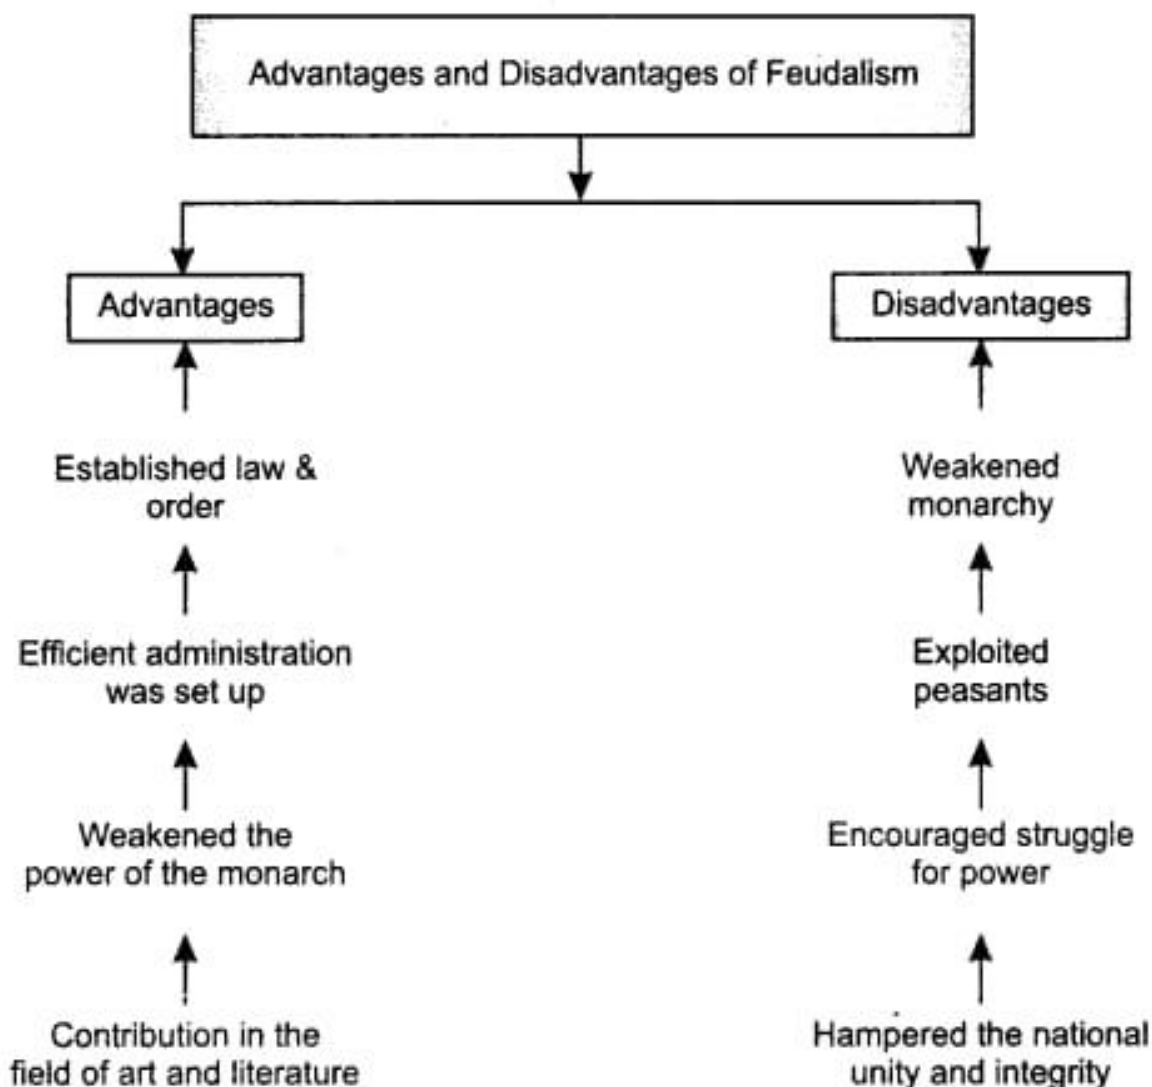 Advantages and Disadvantages of Feudalism
Advantages
Established law &
order
Efficient administration
was set up
Weakened the
power of the monarch
Contribution in the
field of art and literature
Disadvantages
Weakened
monarchy
Exploited
peasants
Encouraged struggle
for power
Hampered the national
unity and integrity